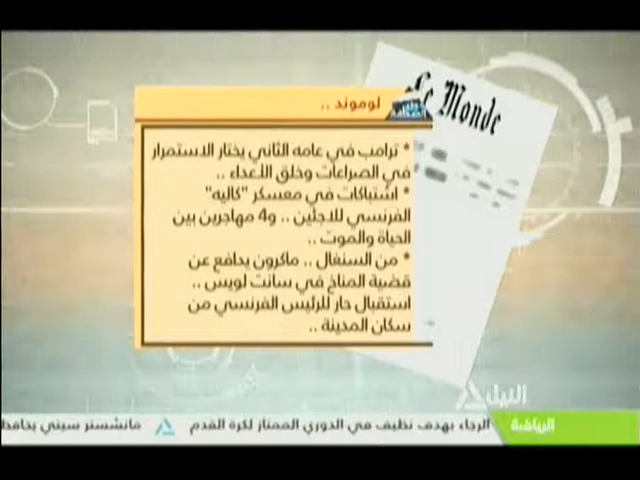 Le Monde
لوموند ..
* ترامب في عامه الثاني يختار الاستمرار
في الصراعات وخلق الأعداء ..
* اشتباكات في معسكر "كاليه"
الفرنسي للاجئين .. و4 مهاجرين بين
الحياة والموت ..
* من السنغال .. ماكرون يدافع عن
قضية المناخ في سانت لويس ..
استقبال حار للرئيس الفرنسي من
سكان المدينة ..
النيل
الرياضة
الرجاء بهدف نظيف في الدوري الممتاز لكرة القدم
مانشستر سيتي يحافظ